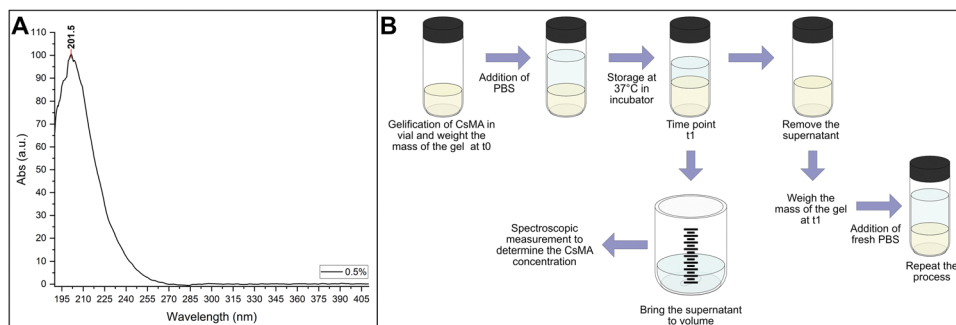 A
201.5
110
100
90
80
70
60
50
40
30
20
10
0
Abs (a.u.)
195 210 225 240 255 270 285 300 315 330 345 360 375 390 405
Wavelength (nm)
0.5%
B
Gelification of CsMA in
vial and weight the
mass of the gel at t0
Addition of
PBS
Storage at
37°C in
incubator
Time point
t1
Remove the
supernatant
Weigh the
mass of the gel
at t1
Addition of
fresh PBS
Repeat the
process
Spectroscopic
measurement to
determine the CsMA
concentration
Bring the supernatant
to volume